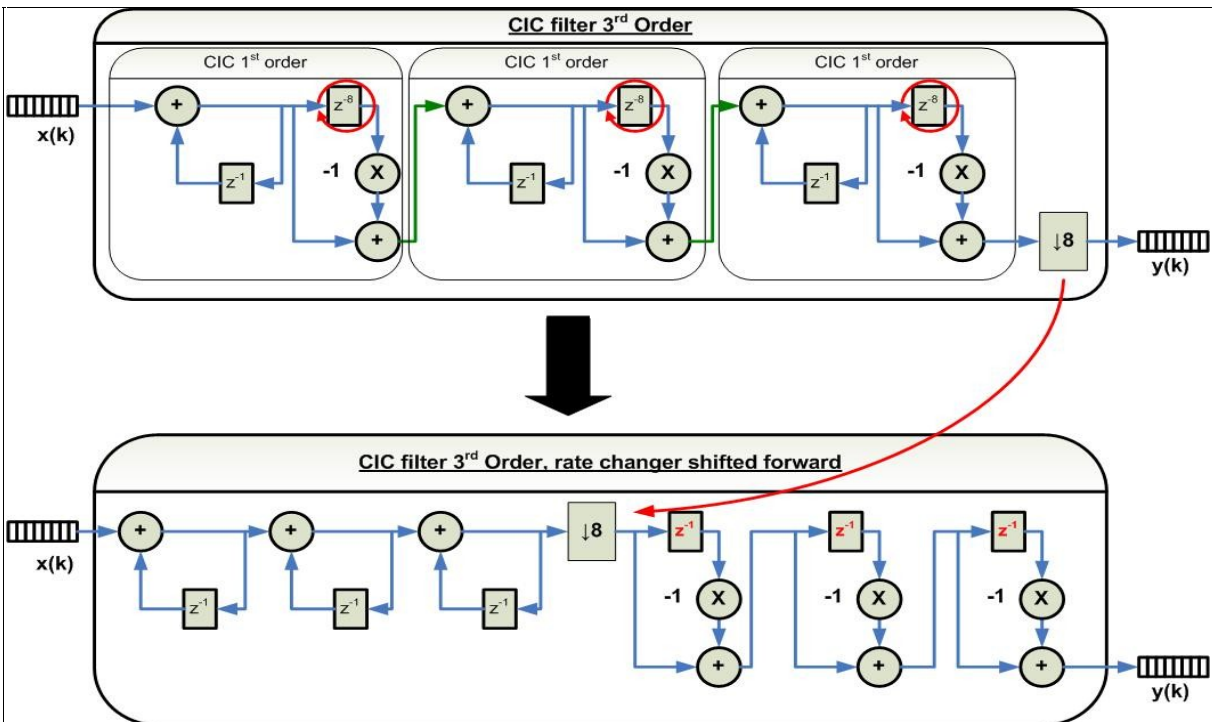 CIC filter 3rd Order
CIC 1st order
CIC 1st order
CIC 1st order
+
z-8
+
z-8
+
z-8
x(k)
z-1
-1
X
z-1
-1
X
z-1
-1
X
+
+
+
↓8
y(k)
CIC filter 3rd Order, rate changer shifted forward
+
+
+
↓8
z-1
z-1
z-1
x(k)
z-1
z-1
z-1
-1
X
-1
X
-1
X
+
+
+
y(k)